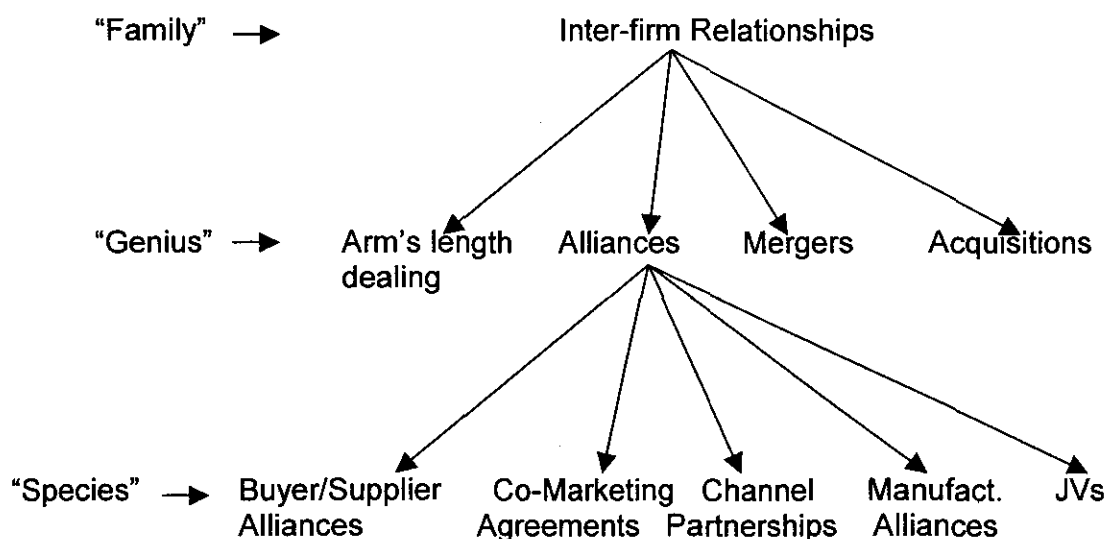 “Family” → Inter-firm Relationships
“Genius” → Arm's length Alliances Mergers Acquisitions
dealing
“Species” → Buyer/Supplier Co-Marketing Channel Manufact. JVs
Alliances Agreements Partnerships Alliances